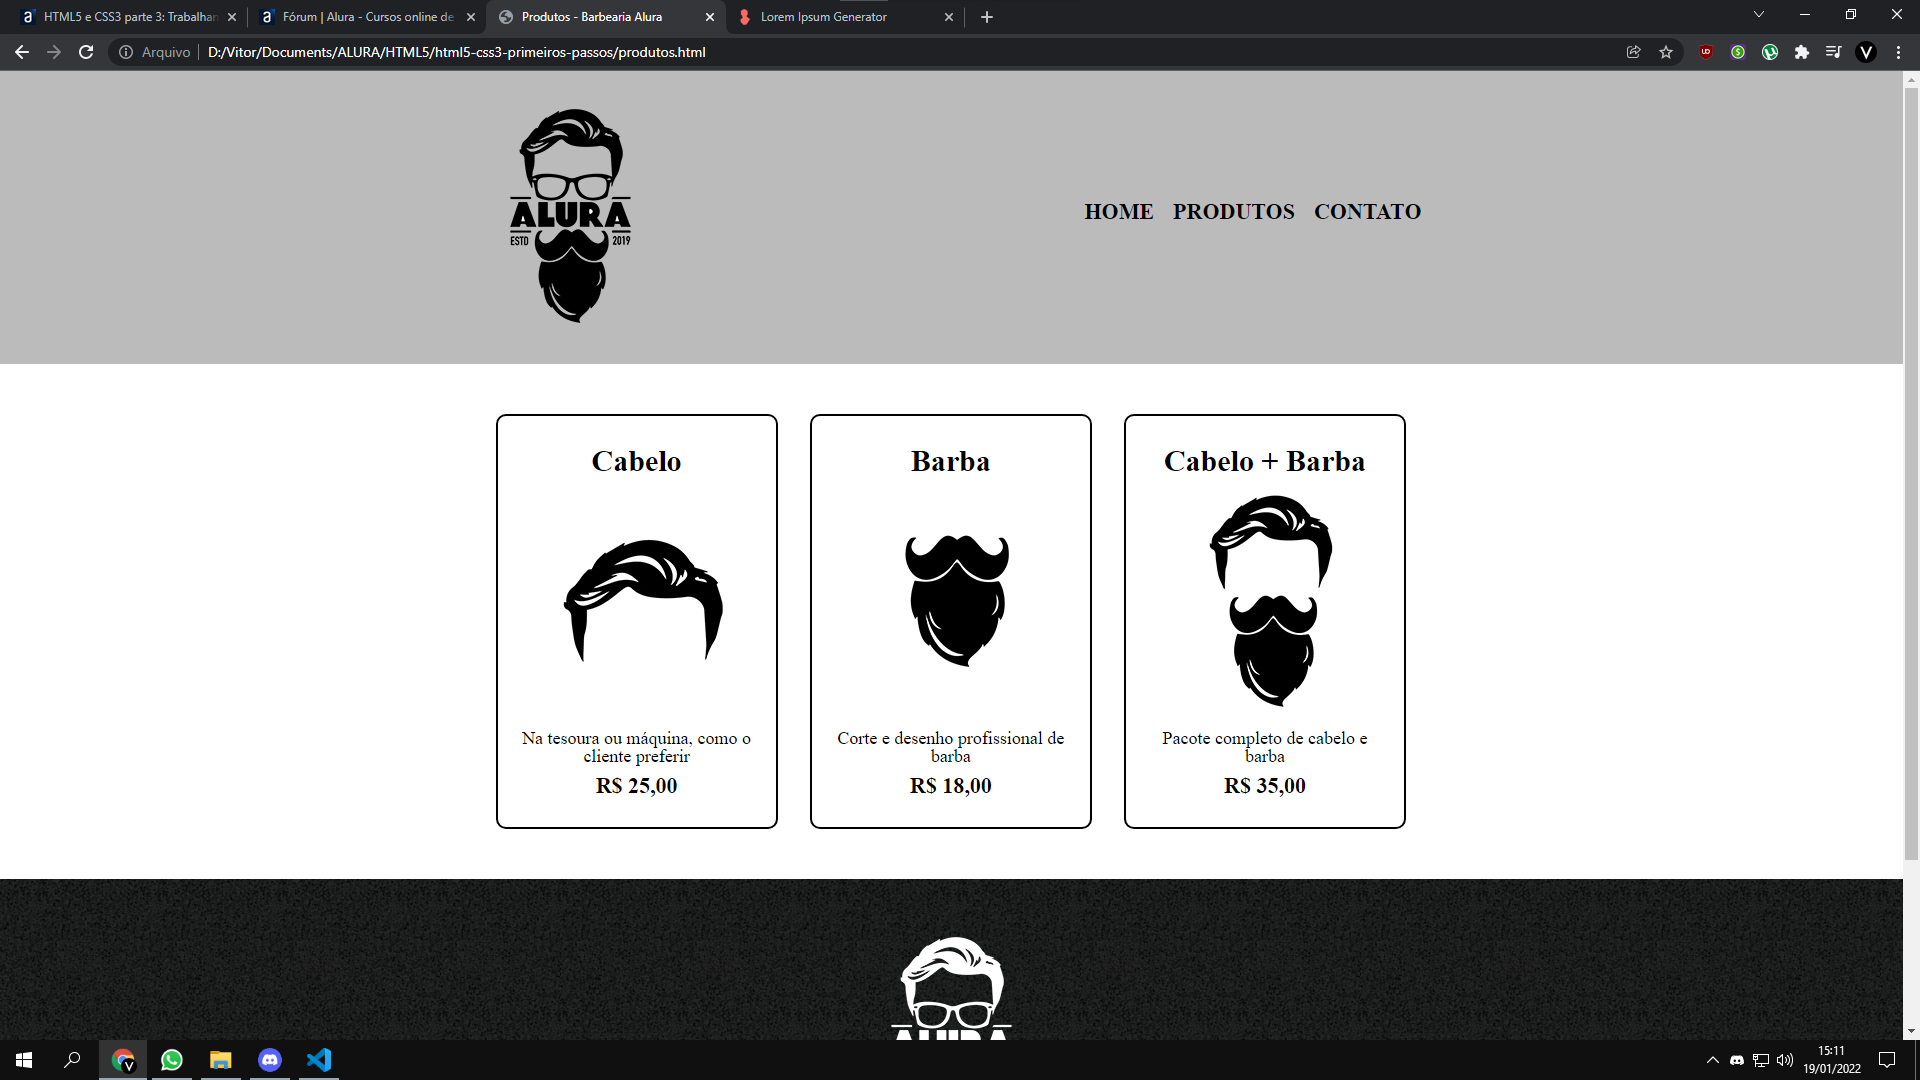 HTML5 e CSS3 parte 3: Trabalhan
Fórum | Alura - Cursos online de
Produtos - Barbearia Alura
Lorem Ipsum Generator
Arquivo
D:/Vitor/Documents/ALURA/HTML5/html5-css3-primeiros-passos/produtos.html
V
ALURA
ESTD 2019
HOME PRODUTOS CONTATO
Cabelo
Na tesoura ou máquina, como o
cliente preferir
R$ 25,00
Barba
Corte e desenho profissional de
barba
R$ 18,00
Cabelo + Barba
Pacote completo de cabelo e
barba
R$ 35,00
ALURA
15:11
19/01/2022